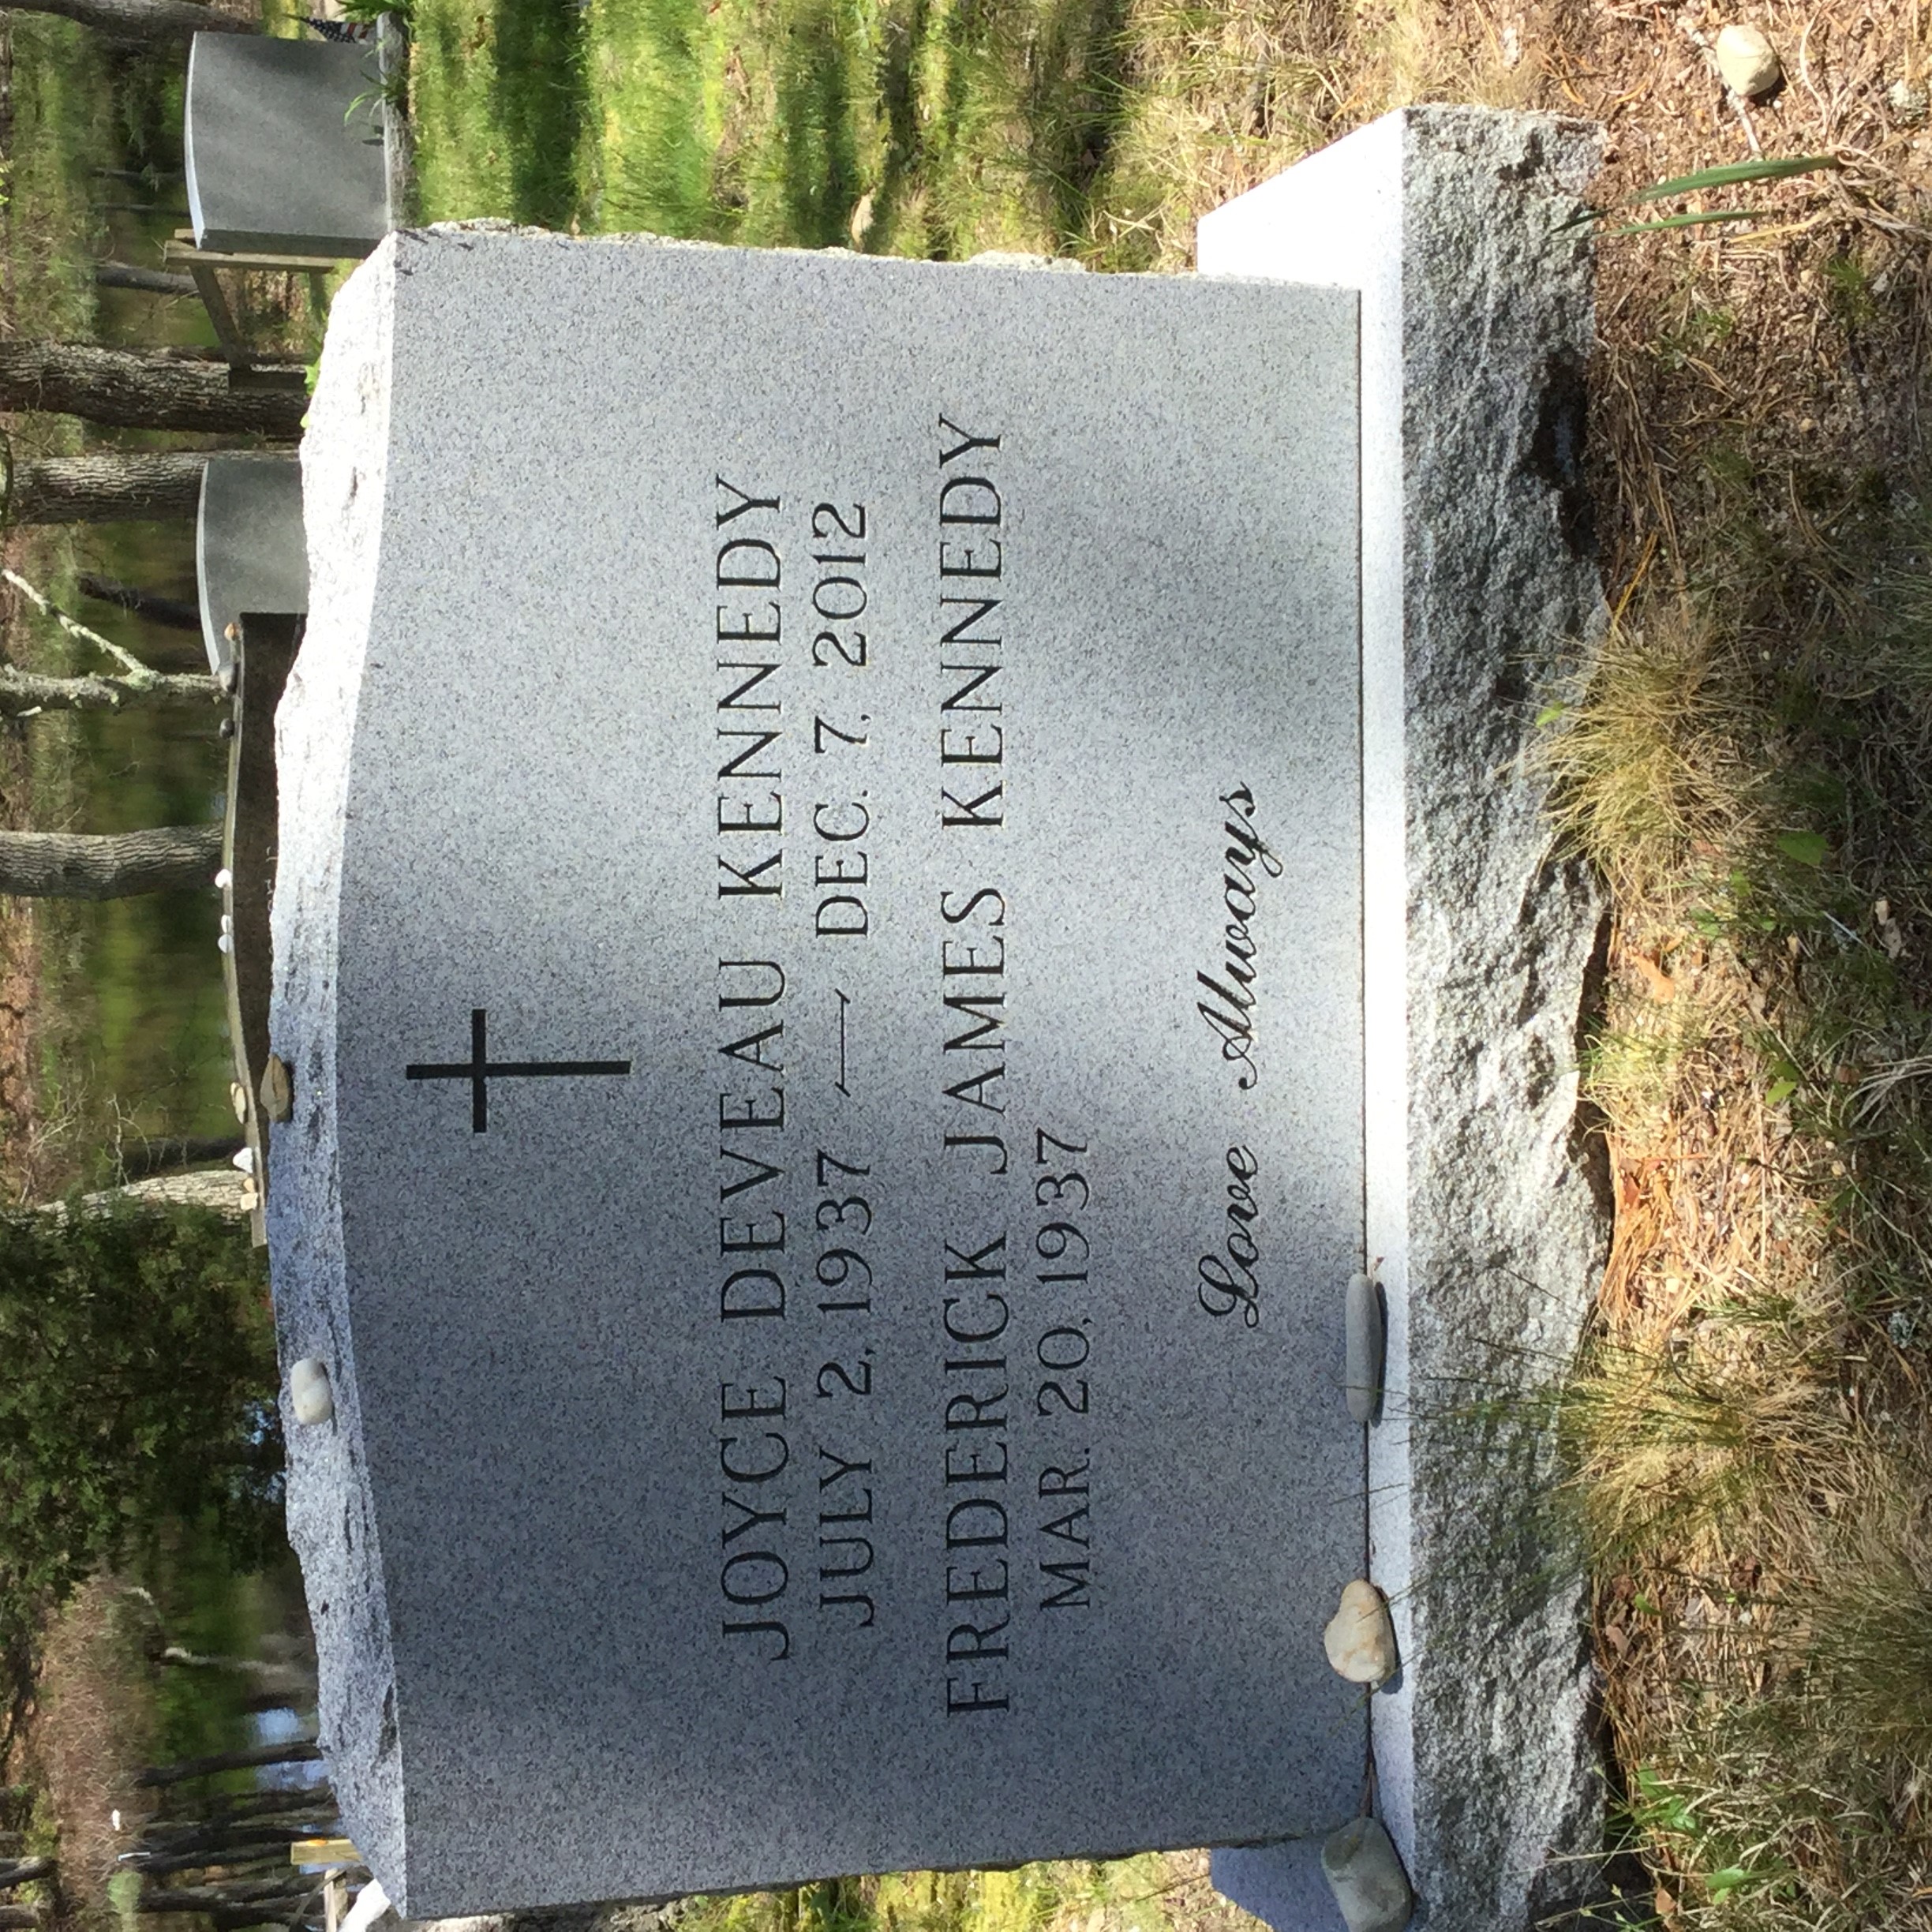 JOYCE DEVEAU KENNEDY
JULY 2, 1937 — DEC. 7, 2012
FREDERICK JAMES KENNEDY
MAR. 20, 1937
Love Always